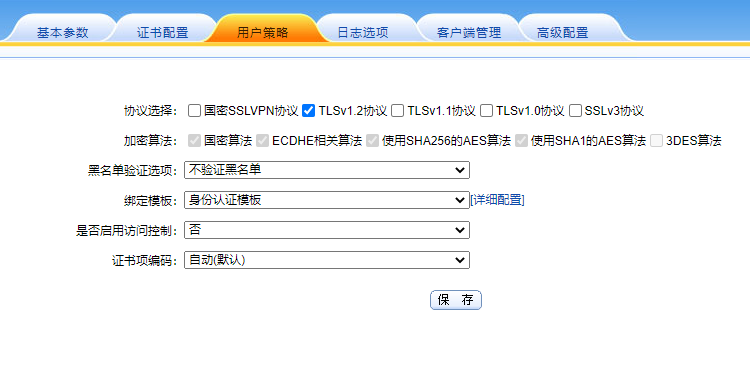 基本参数 证书配置 用户策略 日志选项 客户端管理 高级配置
协议选择: 国密SSLVPN协议 TLSv1.2协议 TLSv1.1协议 TLSv1.0协议 SSLv3协议
加密算法: 国密算法 ECDHE相关算法 使用SHA256的AES算法 使用SHA1的AES算法 3DES算法
黑名单验证选项: 不验证黑名单
绑定模板: 身份认证模板 [详细配置]
是否启用访问控制: 否
证书项编码: 自动(默认)
保 存